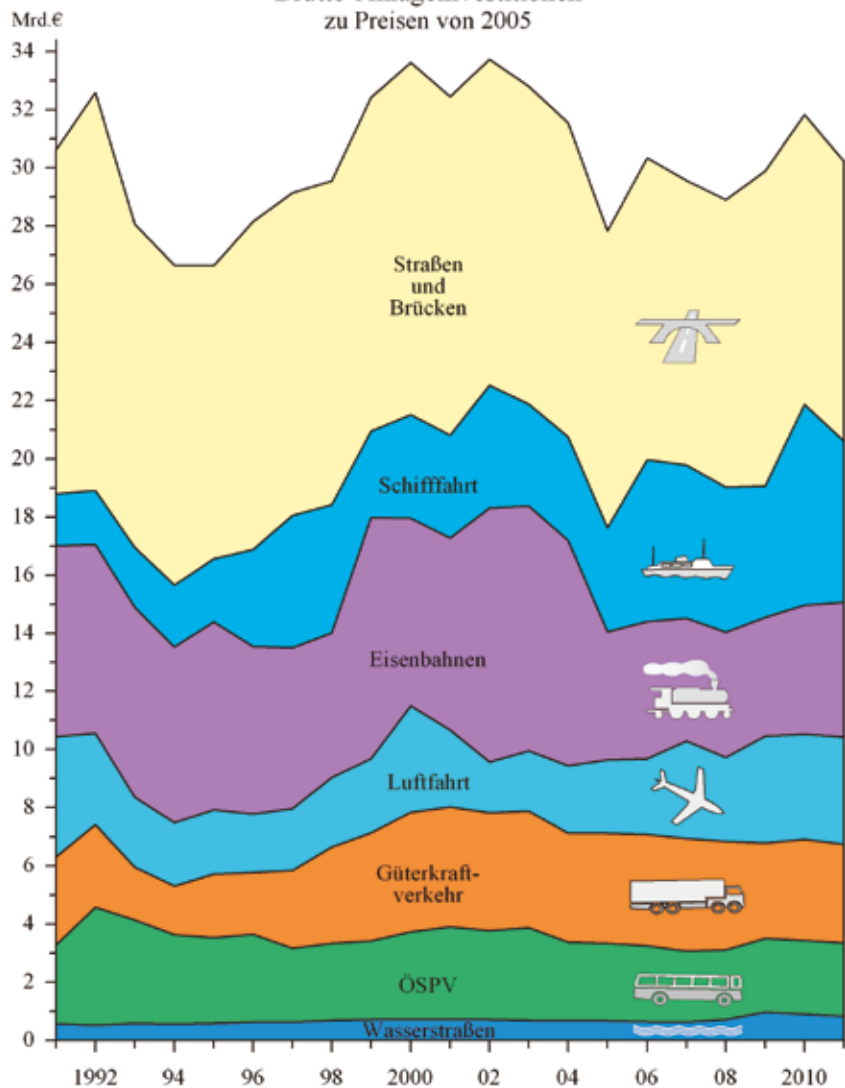 zu Preisen von 2005
Mrd.€
34
32
30
28
26
24
22
20
18
16
14
12
10
8
6
4
2
0
Straßen
und
Brücken
Schifffahrt
Eisenbahnen
Luftfahrt
Güterkraft-
verkehr
ÖSPV
Wasserstraßen
1992 94 96 98 2000 02 04 06 08 2010